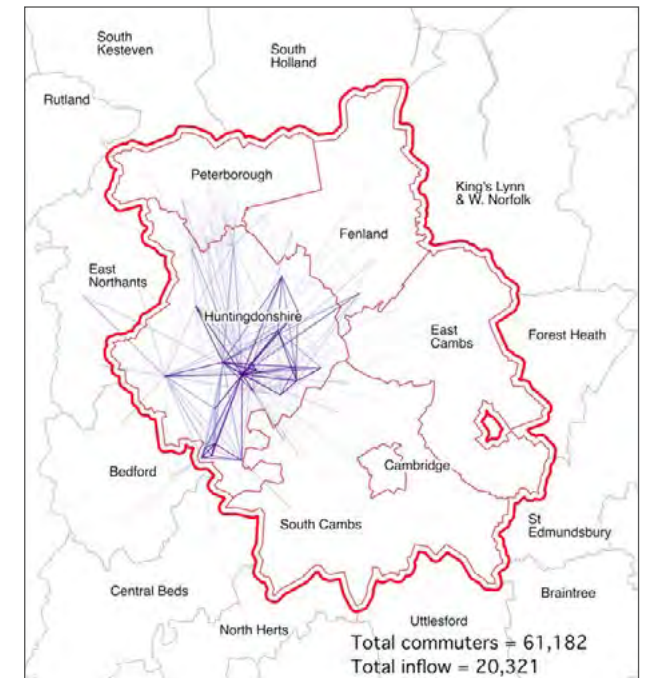 South
Kesteven
South
Holland
Rutland
Peterborough
King's Lynn
& W. Norfolk
Fenland
East
Northants
Huntingdonshire
East
Cambs
Forest Heath
Bedford
Cambridge
South Cambs
St
Edmundsbury
Central Beds
Braintree
North Herts
Uttlesford
Total commuters = 61,182
Total inflow = 20,321